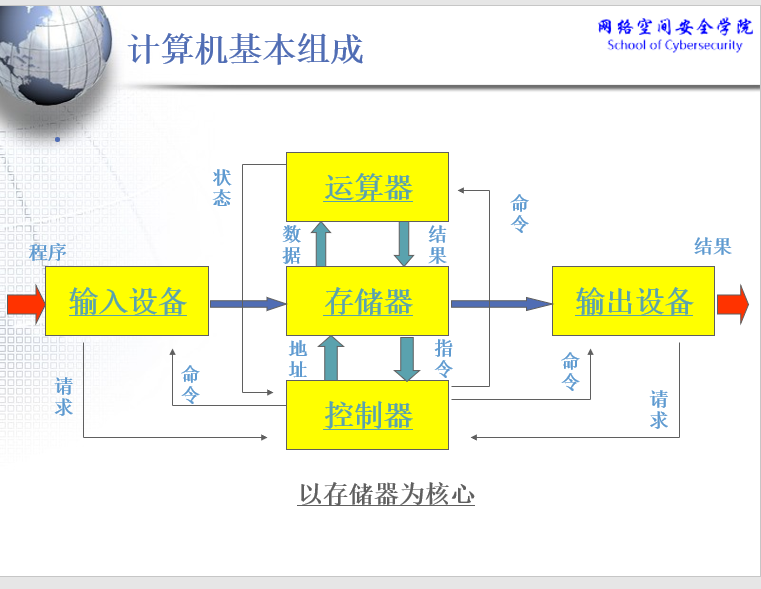 网络空间安全学院
School of Cybersecurity
计算机基本组成
状态
运算器
命令
数据
结果
程序
结果
输入设备
存储器
输出设备
地址
指令
请求
命令
命令
请求
控制器
以存储器为核心